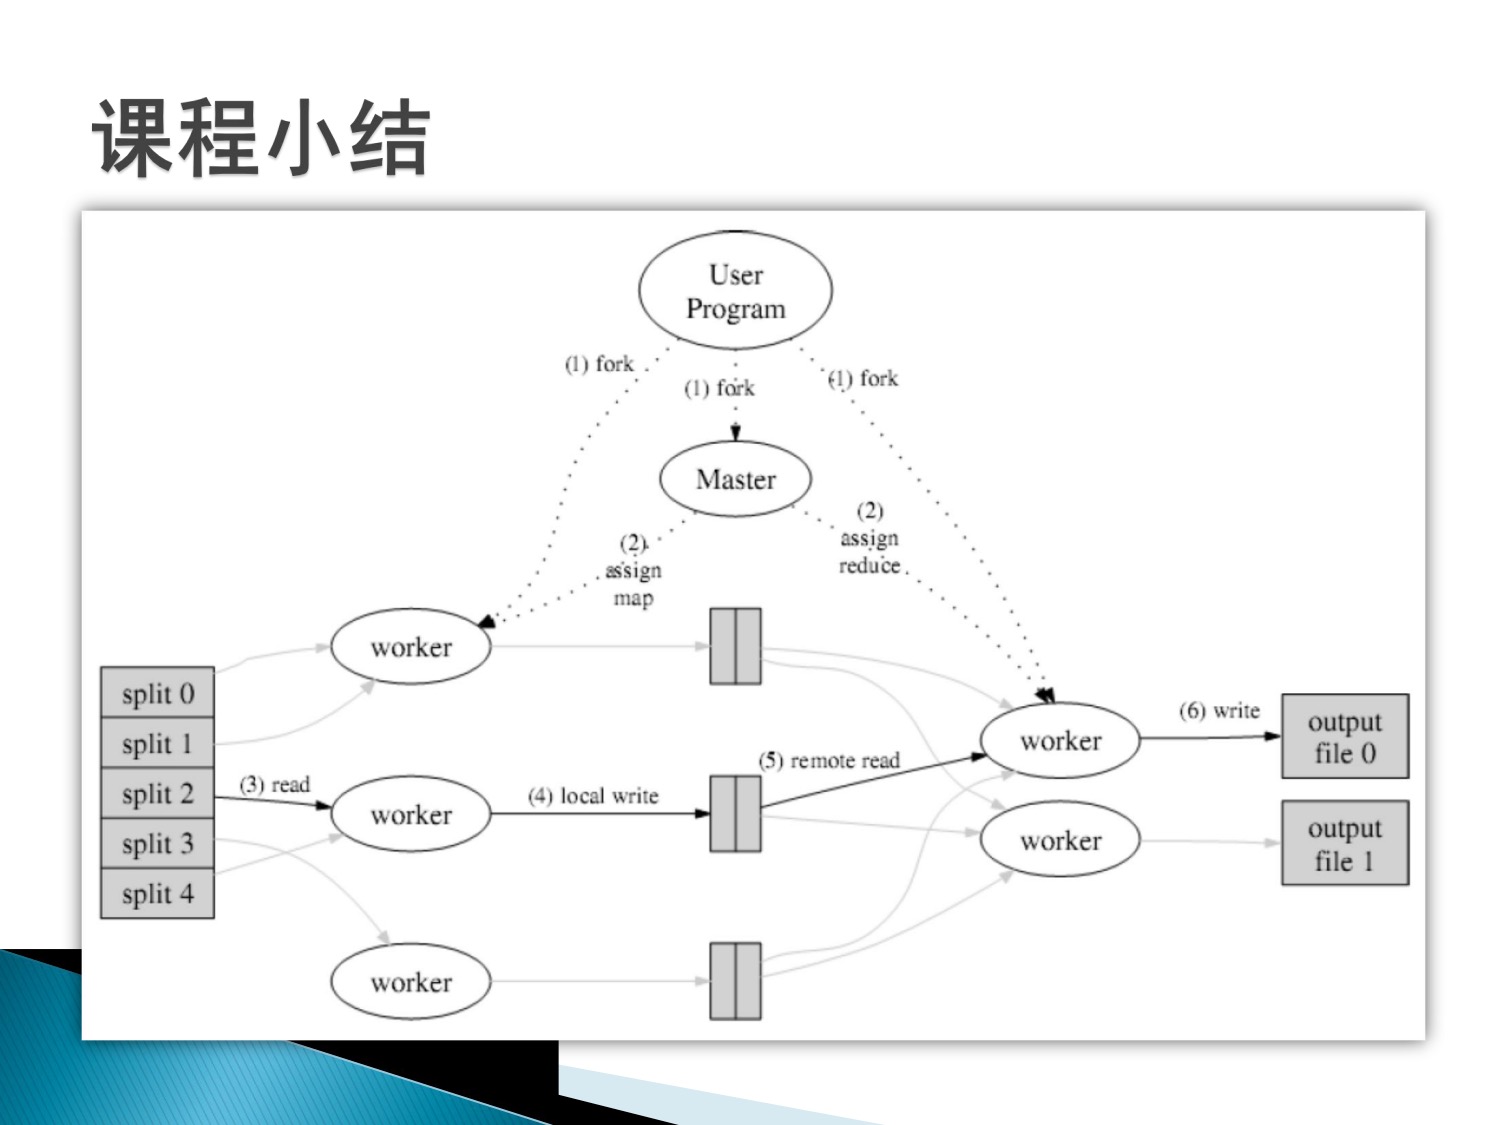 课程小结
User
Program
(1) fork
(1) fork
(1) fork
Master
(2)
assign
map
(2)
assign
reduce
split 0
split 1
split 2
split 3
split 4
(3) read
worker
worker
worker
(4) local write
(5) remote read
worker
worker
(6) write
output
file 0
output
file 1